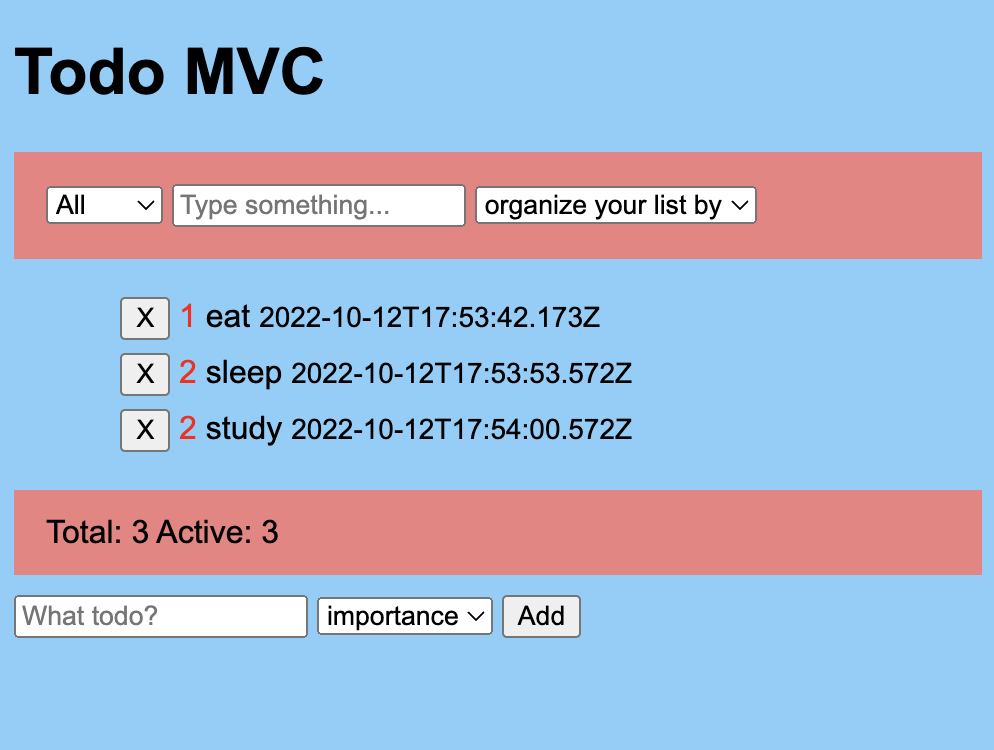 Todo MVC
All Type something... organize your list by
X 1 eat 2022-10-12T17:53:42.173Z
X 2 sleep 2022-10-12T17:53:53.572Z
X 2 study 2022-10-12T17:54:00.572Z
Total: 3 Active: 3
What todo? importance Add